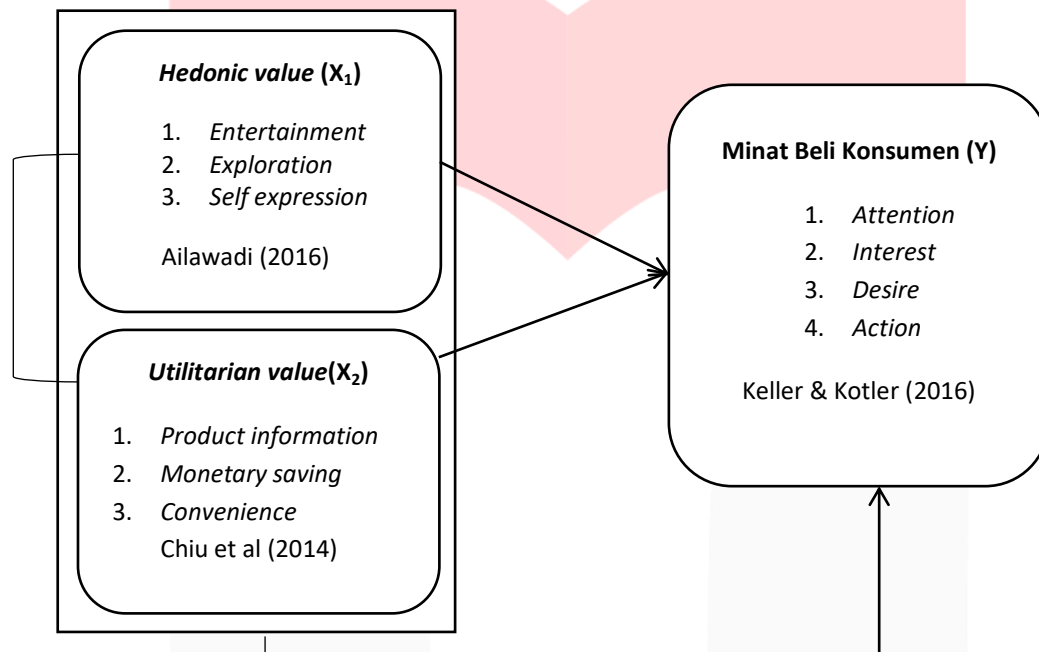 Hedonic value (X₁)
1. Entertainment
2. Exploration
3. Self expression
Ailawadi (2016)
Utilitarian value(X₂)
1. Product information
2. Monetary saving
3. Convenience
Chiu et al (2014)
Minat Beli Konsumen (Y)
1. Attention
2. Interest
3. Desire
4. Action
Keller & Kotler (2016)